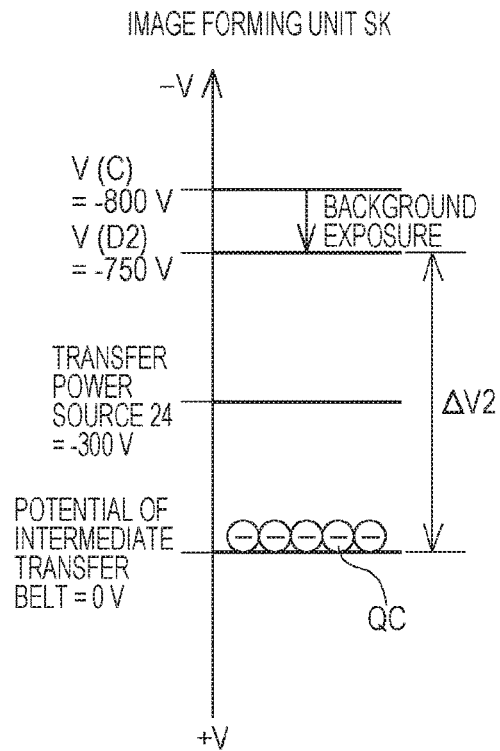 IMAGE FORMING UNIT SK
-V
V (C)
= -800 V
BACKGROUND
EXPOSURE
V (D2)
= -750 V
TRANSFER
POWER
SOURCE 24
= -300 V
ΔV2
POTENTIAL OF
INTERMEDIATE
TRANSFER
BELT = 0 V
QC
+V